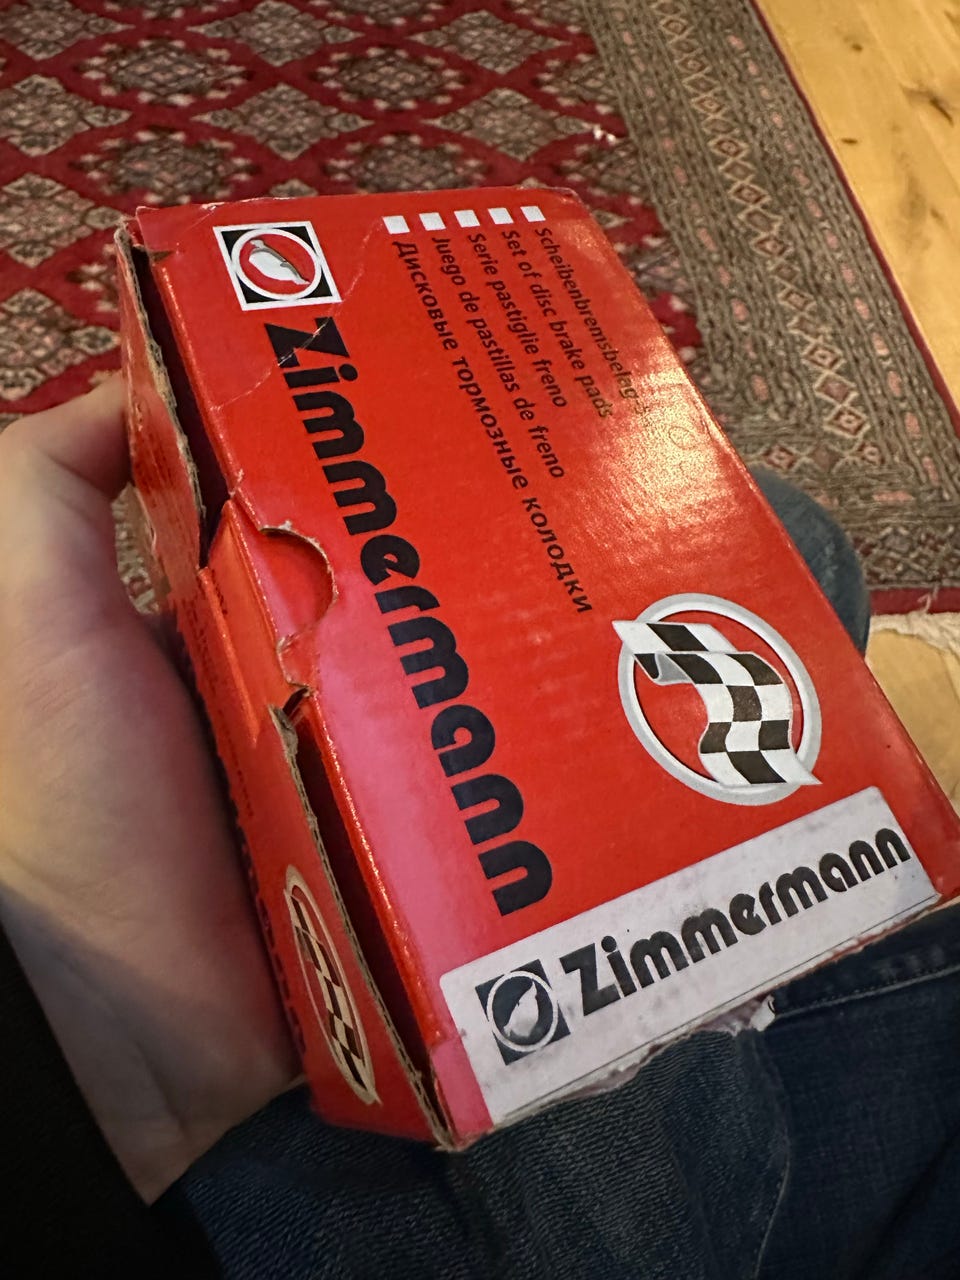 Zimmermann
Scheibenbremsbelag-
Set of disc brake pads
Serie pastiglie freno
Juego de pastillas de freno
Дисковые тормозные колодки
Zimmermann